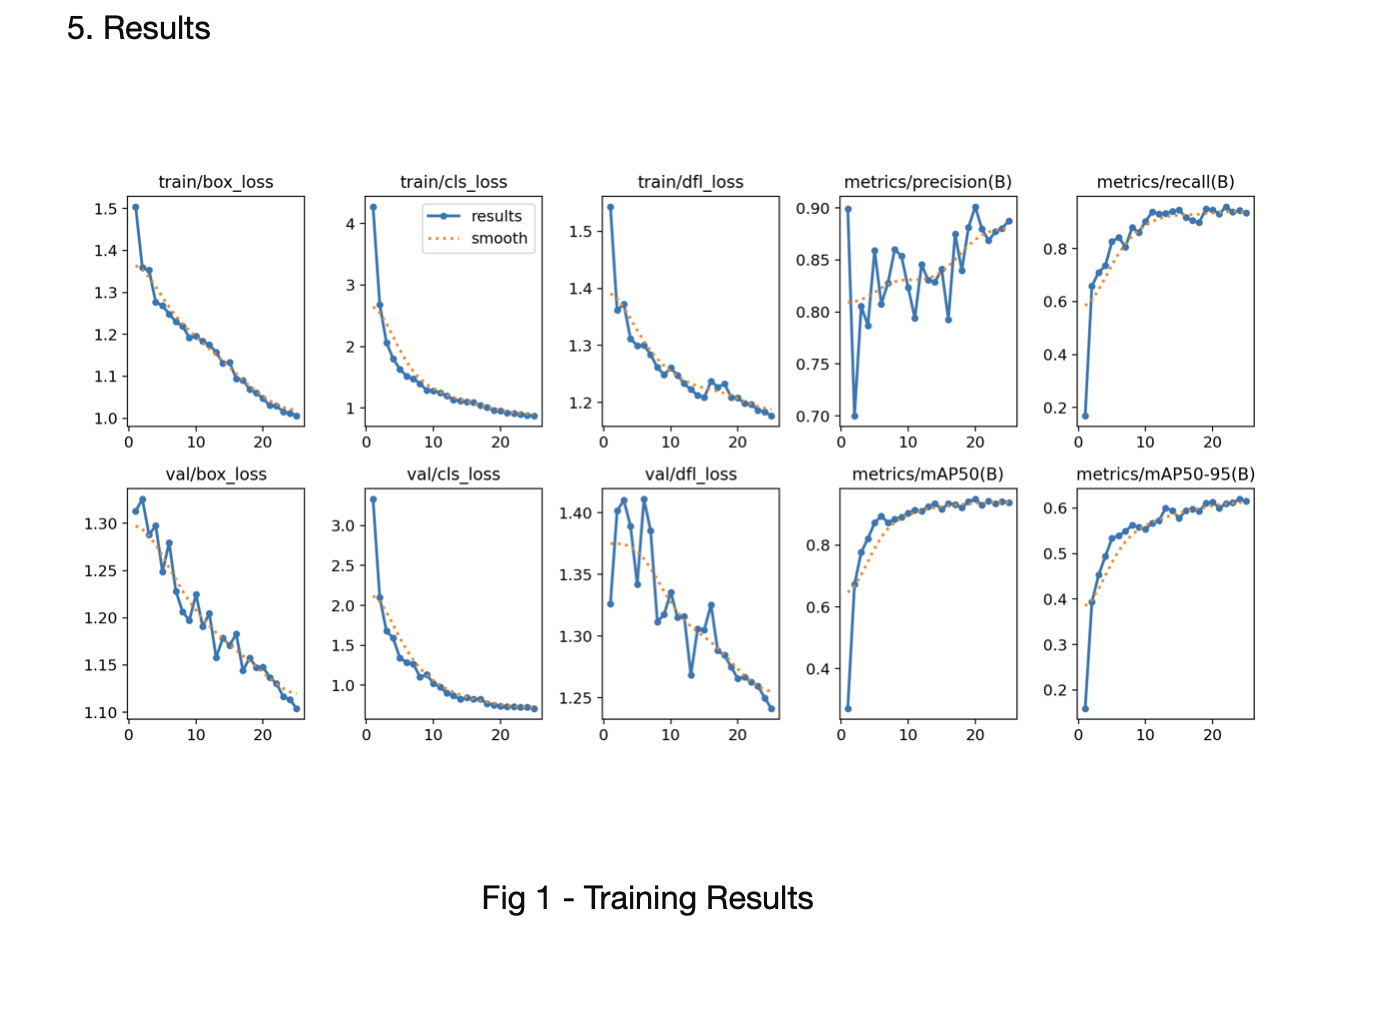 5. Results
train/box_loss
train/cls_loss
train/dfl_loss
metrics/precision(B)
metrics/recall(B)
1.5
1.4
1.3
1.2
1.1
1.0
0 10 20
4
3
2
1
0 10 20
results
smooth
1.5
1.4
1.3
1.2
0 10 20
0.90
0.85
0.80
0.75
0.70
0 10 20
0.8
0.6
0.4
0.2
0 10 20
val/box_loss
val/cls_loss
val/dfl_loss
metrics/mAP50(B)
metrics/mAP50-95(B)
1.30
1.25
1.20
1.15
1.10
0 10 20
3.0
2.5
2.0
1.5
1.0
0 10 20
1.40
1.35
1.30
1.25
0 10 20
0.8
0.6
0.4
0 10 20
0.6
0.5
0.4
0.3
0.2
0 10 20
Fig 1 - Training Results